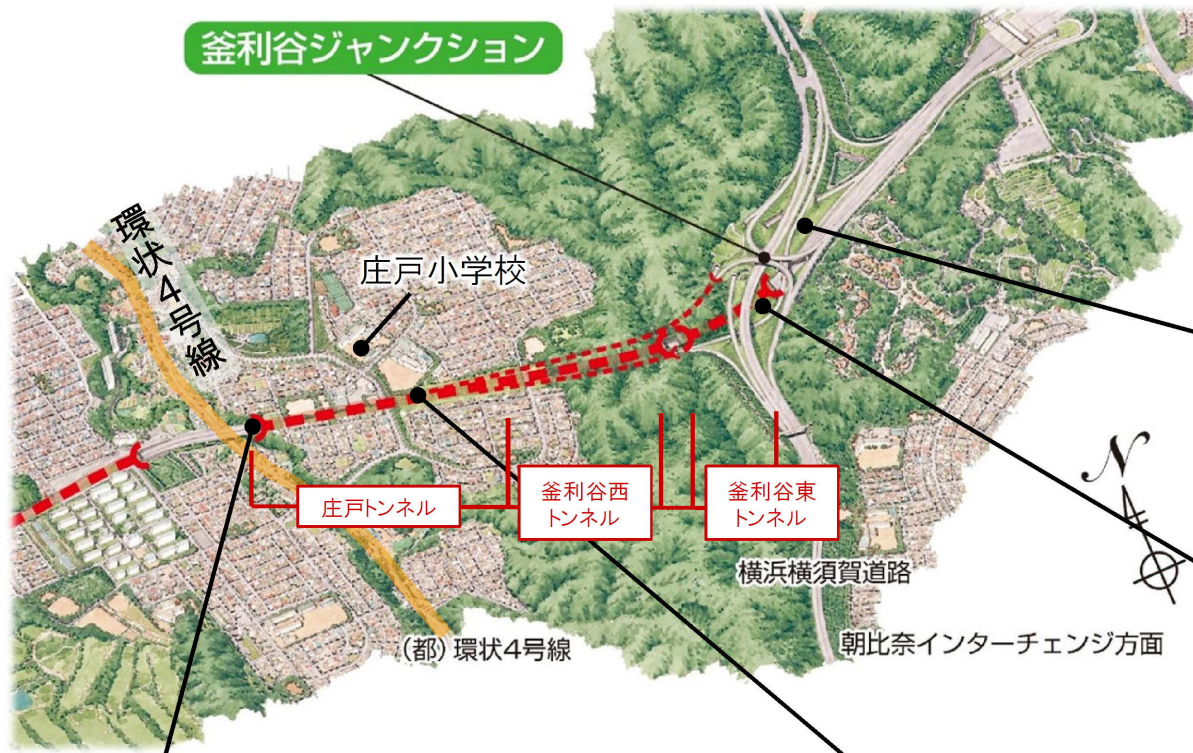 釜利谷ジャンクション
環状4号線
庄戸小学校
庄戸トンネル
釜利谷西
トンネル
釜利谷東
トンネル
横浜横須賀道路
(都)環状4号線
朝比奈インターチェンジ方面
N